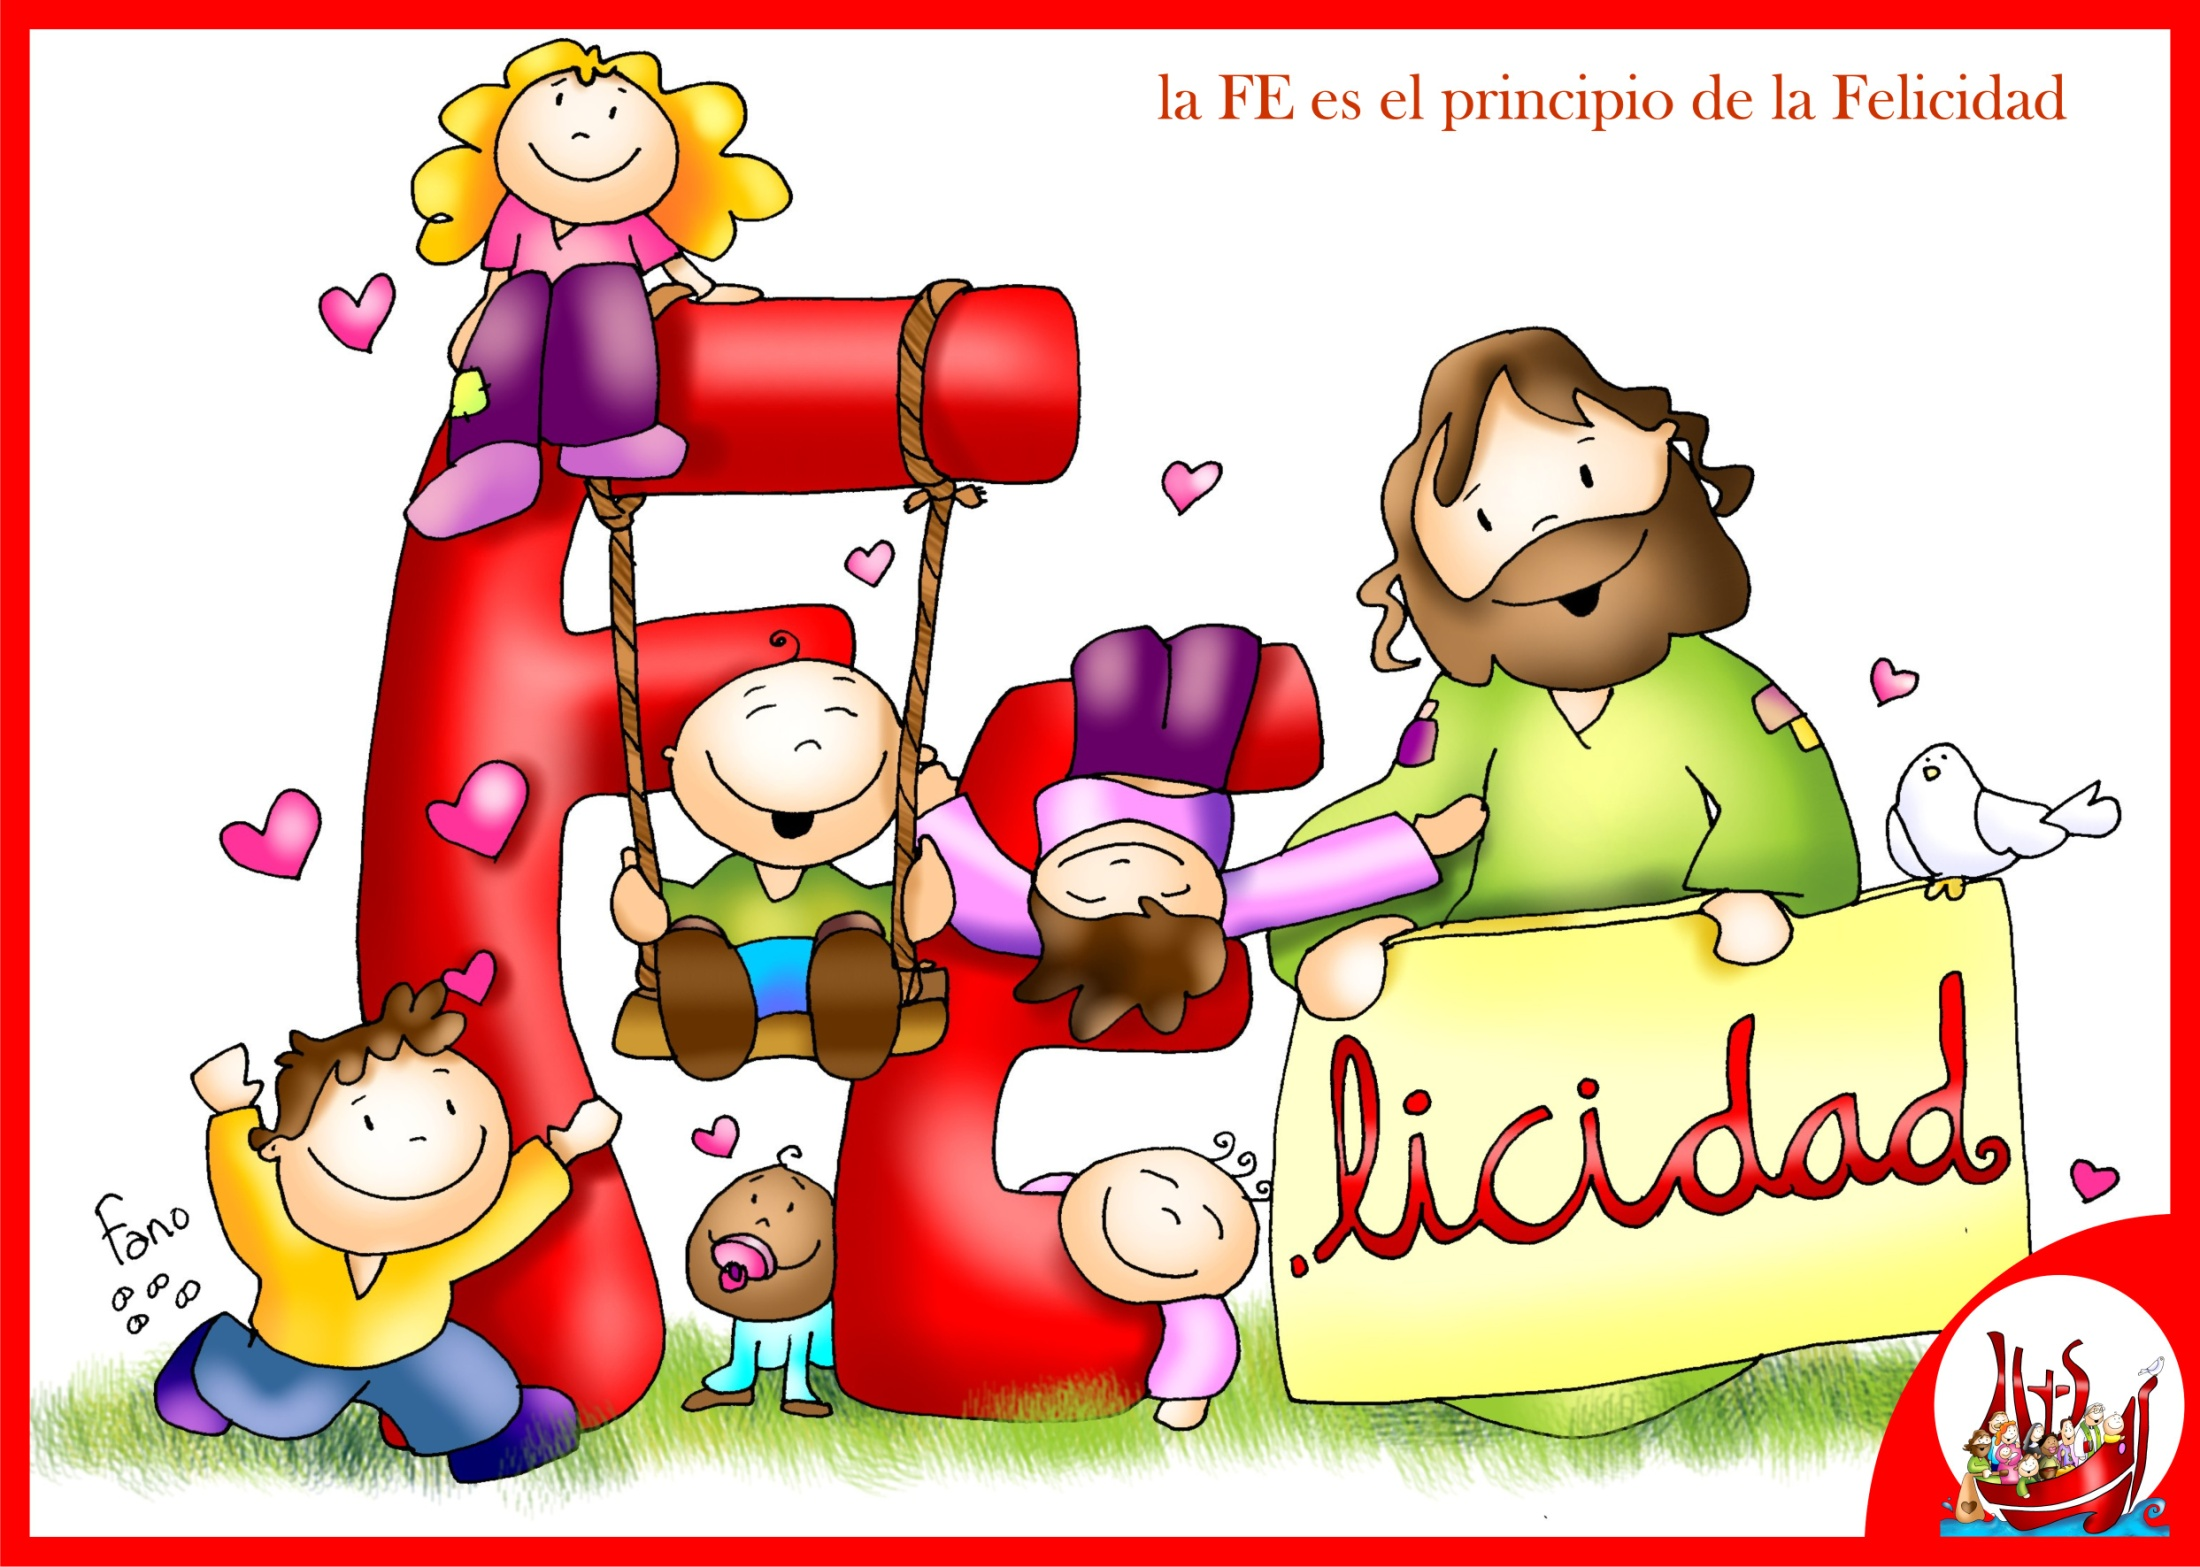 la FE es el principio de la Felicidad
FE
.licidad
Fano